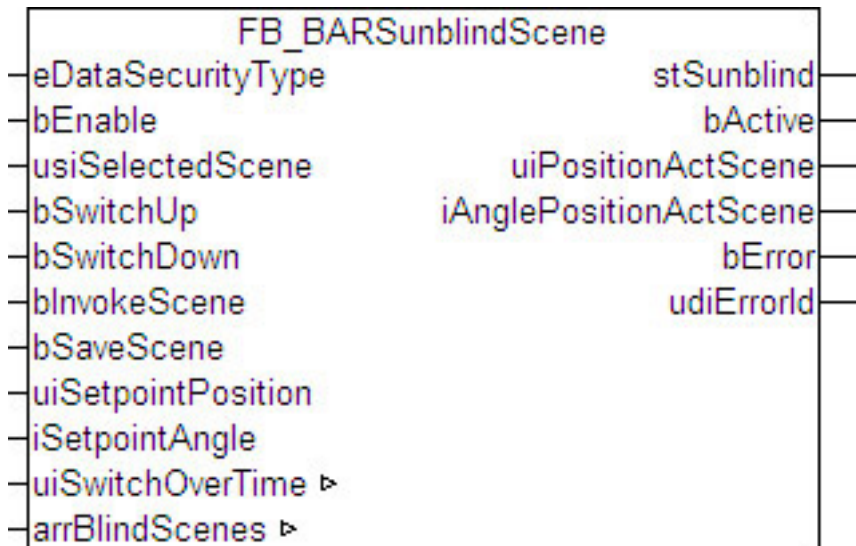 FB_BARSunblindScene
eDataSecurityType stSunblind
bEnable bActive
usiSelectedScene uiPositionActScene
bSwitchUp iAnglePositionActScene
bSwitchDown bError
bInvokeScene udiErrorId
bSaveScene
uiSetpointPosition
iSetpointAngle
uiSwitchOverTime
arrBlindScenes